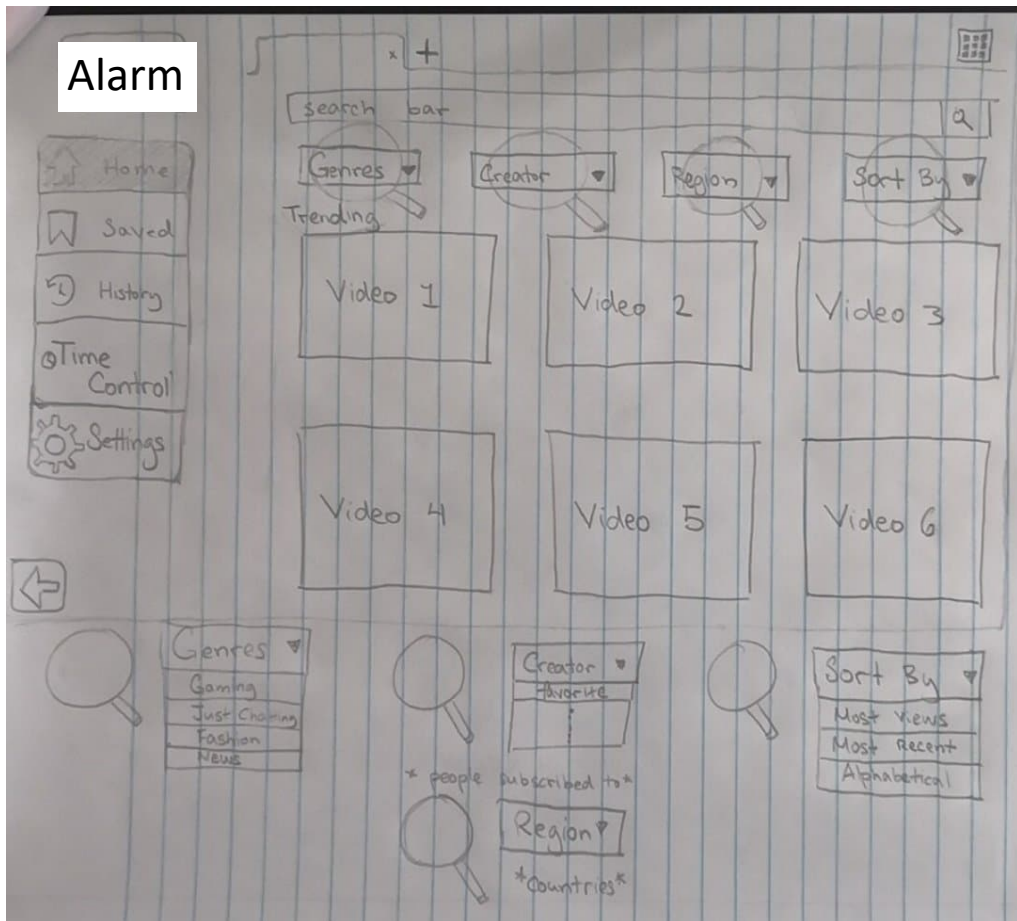 Alarm
x +
search bar
Home
Saved
History
Time
Control
Settings
Genres
Creator
Region
Sort By
Trending
Video 1
Video 2
Video 3
Video 4
Video 5
Video 6
Genres
Gaming
Just Chatting
Fashion
News
Creator
favorite
* people subscribed to*
Region
*Countries*
Sort By
Most Views
Most Recent
Alphabetical